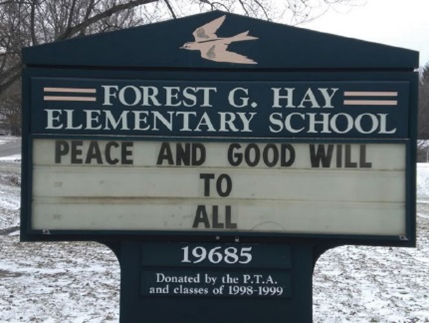 FOREST G. HAY
ELEMENTARY SCHOOL
PEACE AND GOOD WILL
TO
ALL
19685
Donated by the P.T.A.
and classes of 1998-1999